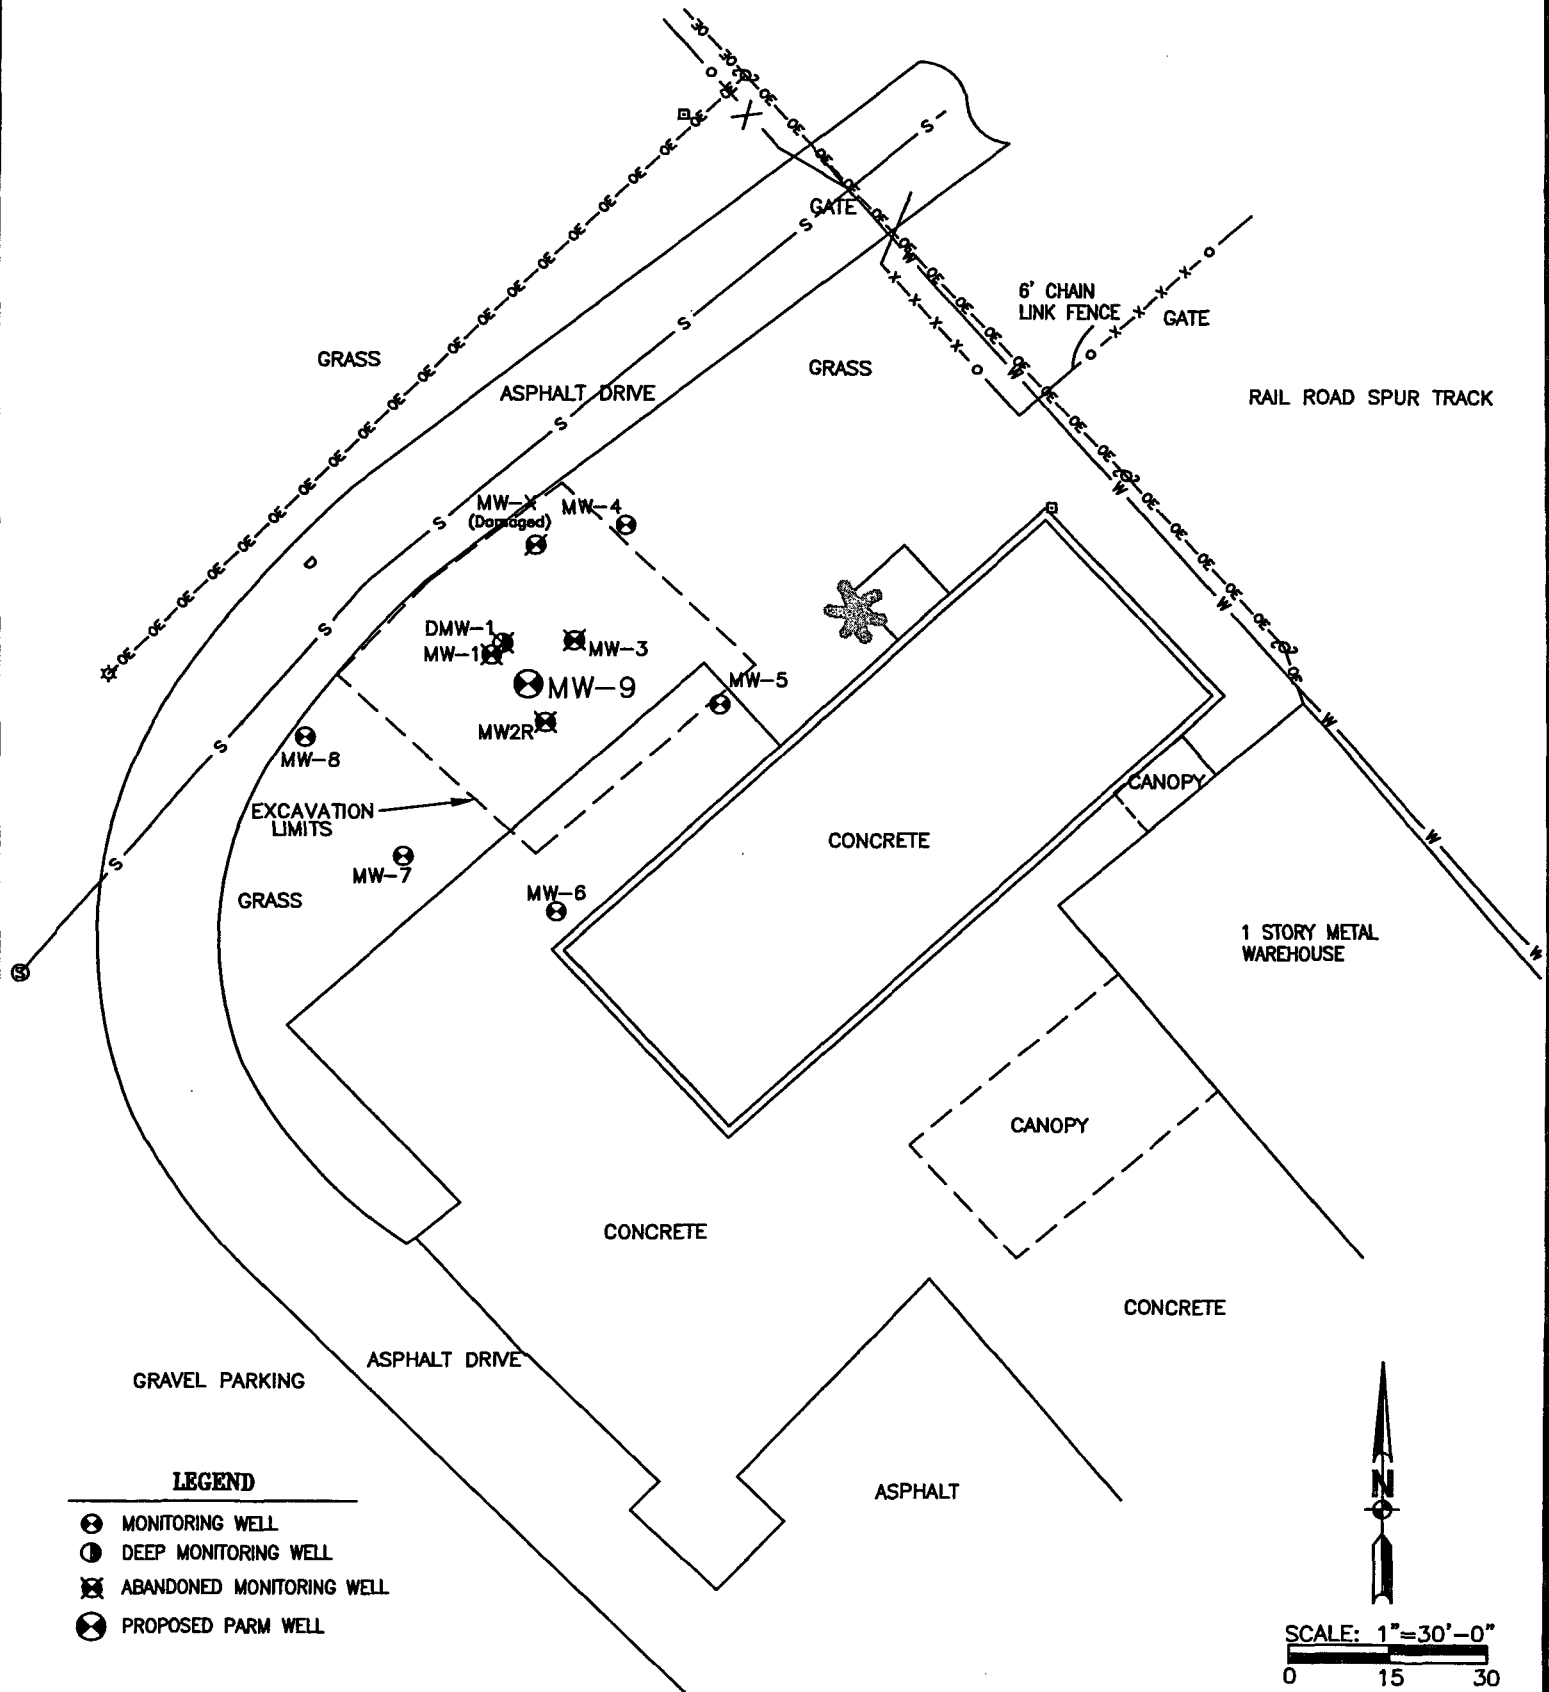 GATE
6' CHAIN
LINK FENCE
GATE
GRASS
GRASS
ASPHALT DRIVE
RAIL ROAD SPUR TRACK
MW-X
(Damaged)
MW-4
DMW-1
MW-1
MW-3
MW-9
MW-5
MW2R
MW-8
EXCAVATION
LIMITS
CANOPY
CONCRETE
MW-7
MW-6
GRASS
1 STORY METAL
WAREHOUSE
CANOPY
CONCRETE
CONCRETE
ASPHALT DRIVE
GRAVEL PARKING
ASPHALT
LEGEND
MONITORING WELL
DEEP MONITORING WELL
ABANDONED MONITORING WELL
PROPOSED PARM WELL
N
SCALE: 1"=30'-0"
0 15 30